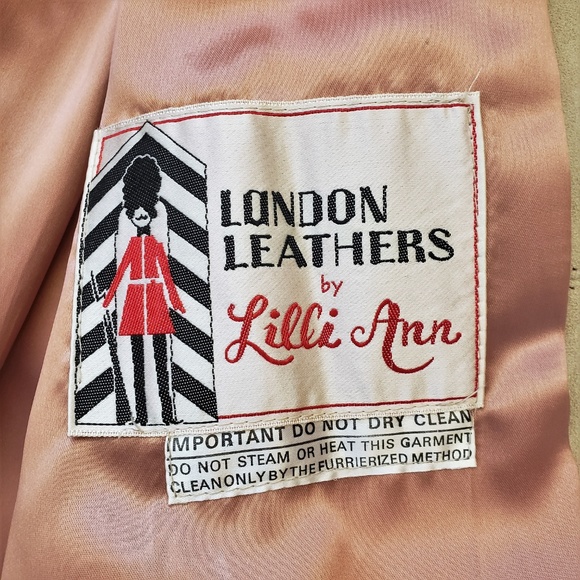 LONDON
LEATHERS
by
Lilli Ann
IMPORTANT DO NOT DRY CLEAN
DO NOT STEAM OR HEAT THIS GARMENT
CLEAN ONLY BY THE FURRIERIZED METHOD